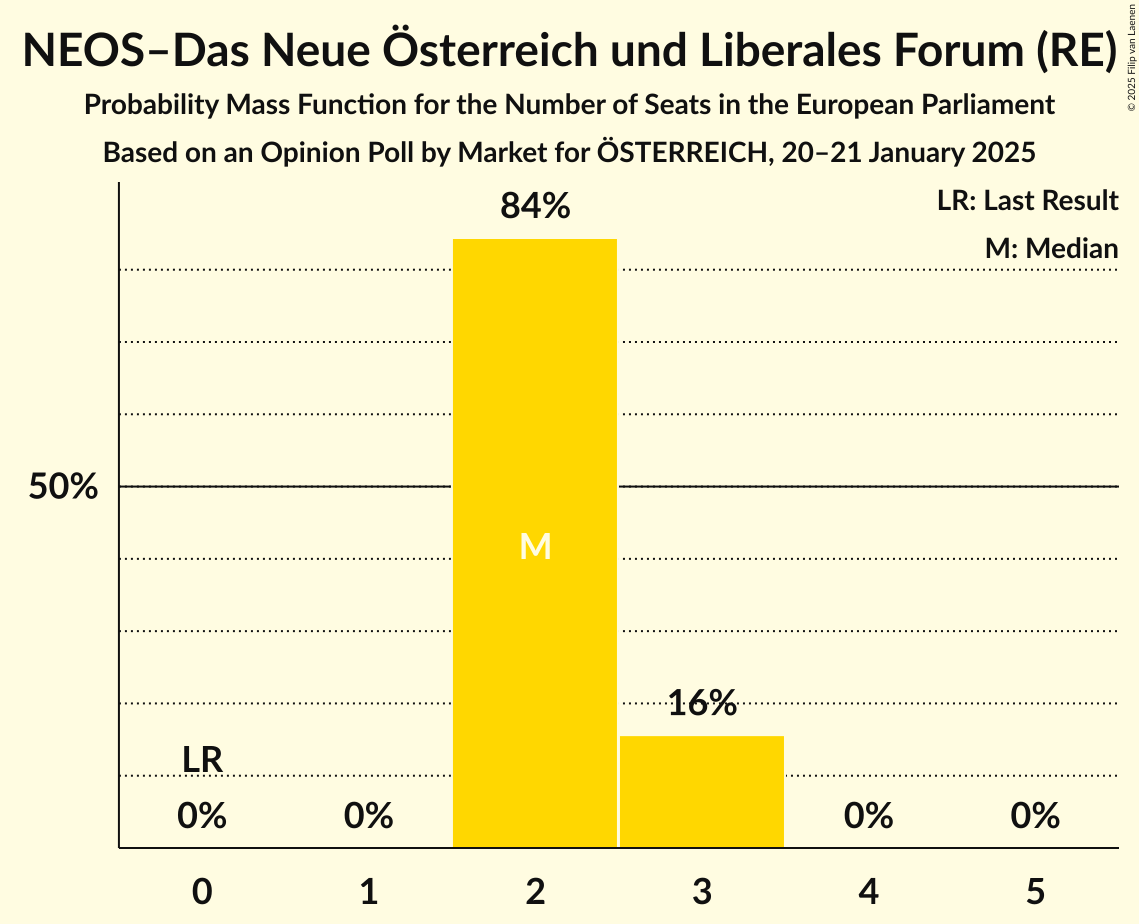 NEOS–Das Neue Österreich und Liberales Forum (RE)
Probability Mass Function for the Number of Seats in the European Parliament
Based on an Opinion Poll by Market for ÖSTERREICH, 20–21 January 2025
© 2025 Filip van Laenen
LR: Last Result
M: Median
84%
50%
M
16%
LR
0% 0% 0% 0%
0 1 2 3 4 5